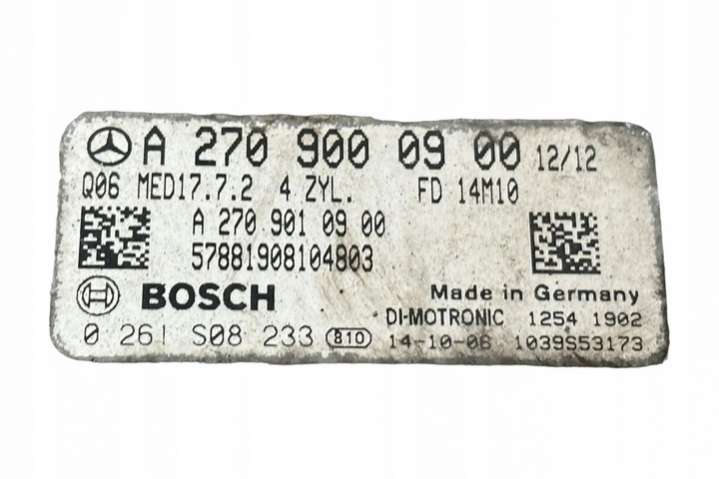 A 270 900 09 00 12/12
Q06 MED17.7.2 4 ZYL. FD 14M10
A 270 901 09 00
57881908104803
BOSCH Made in Germany
DI-MOTRONIC 1254 1902
0 261 S08 233 810 14-10-06 1039S53173